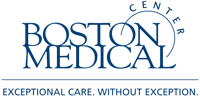 BOSTON
MEDICAL
CENTER
EXCEPTIONAL CARE. WITHOUT EXCEPTION.